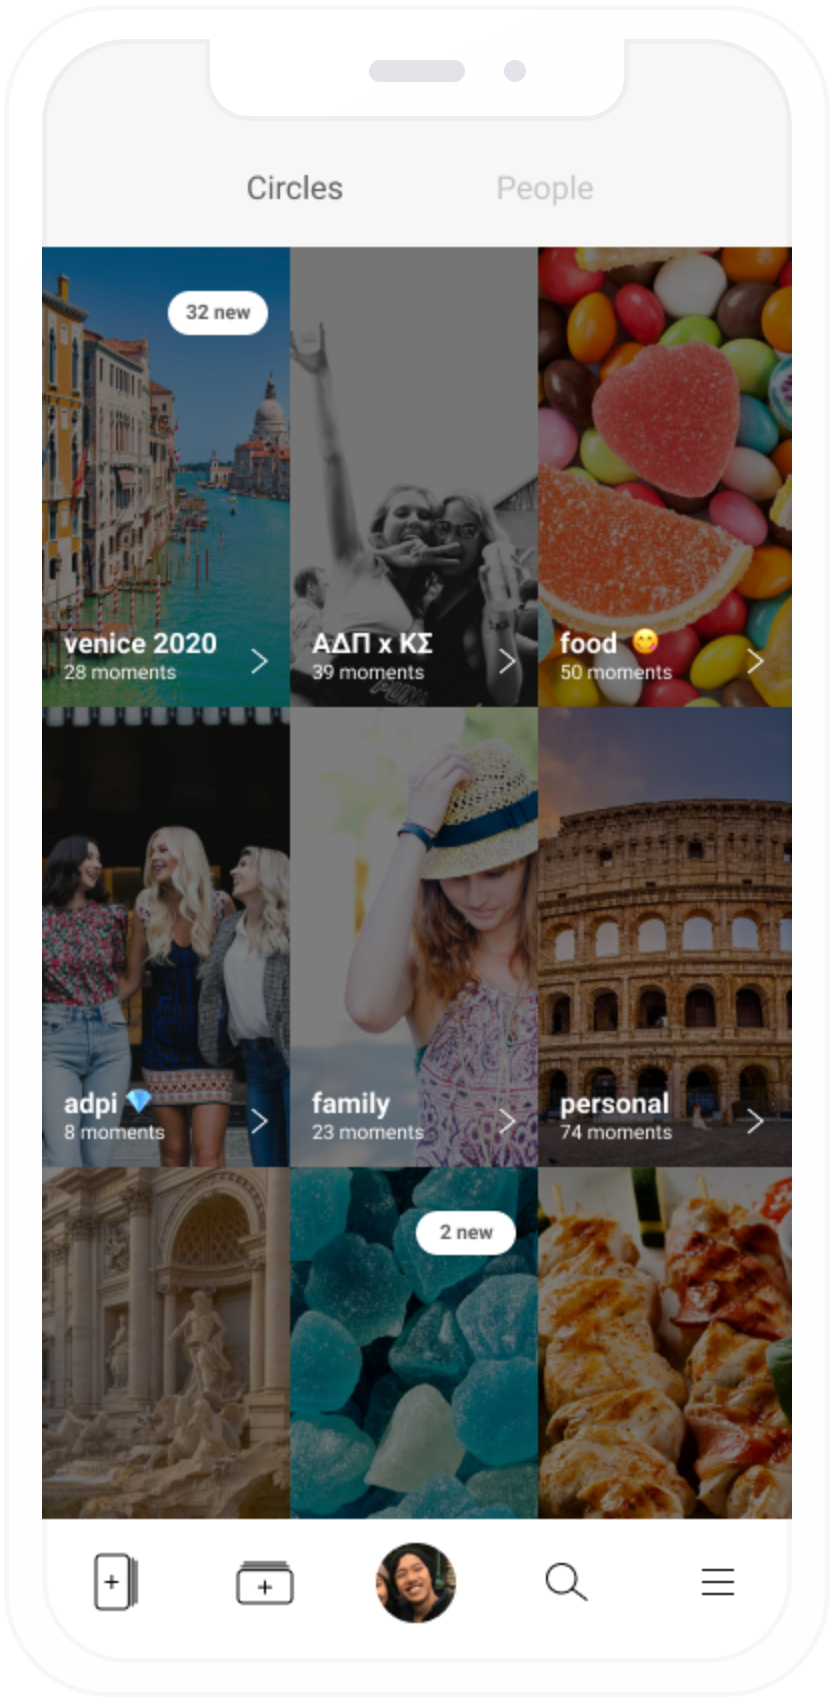 Circles
People
32 new
venice 2020
28 moments
ΑΔΠ x ΚΣ
39 moments
food 😋
50 moments
adpi 💎
8 moments
family
23 moments
personal
74 moments
2 new